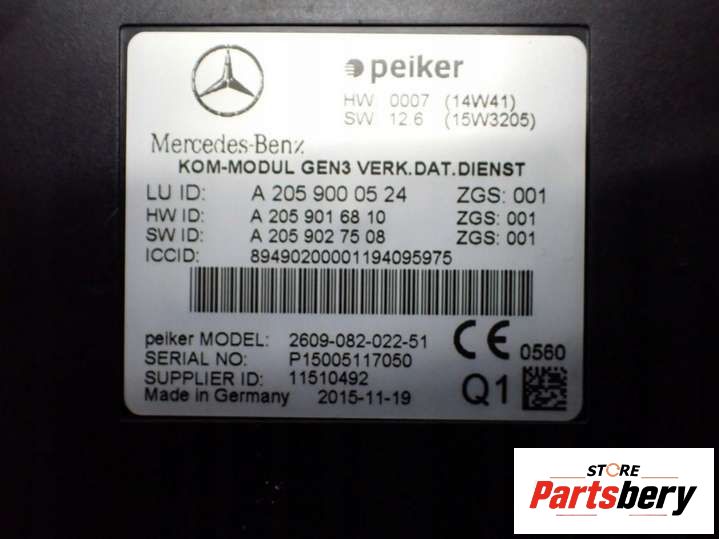 peiker
HW: 0007 (14W41)
SW: 12.6 (15W3205)
Mercedes-Benz
KOM-MODUL GEN3 VERK.DAT.DIENST
LU ID: A 205 900 05 24 ZGS: 001
HW ID: A 205 901 68 10 ZGS: 001
SW ID: A 205 902 75 08 ZGS: 001
ICCID: 89490200001194095975
peiker MODEL: 2609-082-022-51
SERIAL NO: P15005117050
SUPPLIER ID: 11510492
Made in Germany 2015-11-19
CE 0560
Q1
STORE
Partsbery